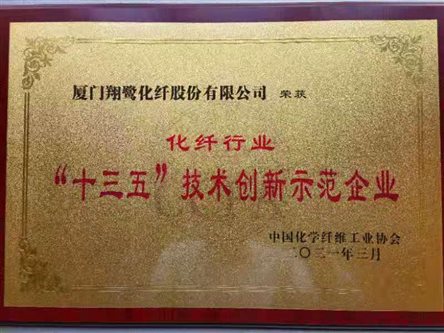 厦门翔鹭化纤股份有限公司 荣获
化纤行业
“十三五”技术创新示范企业
中国化学纤维工业协会
二〇二一年三月